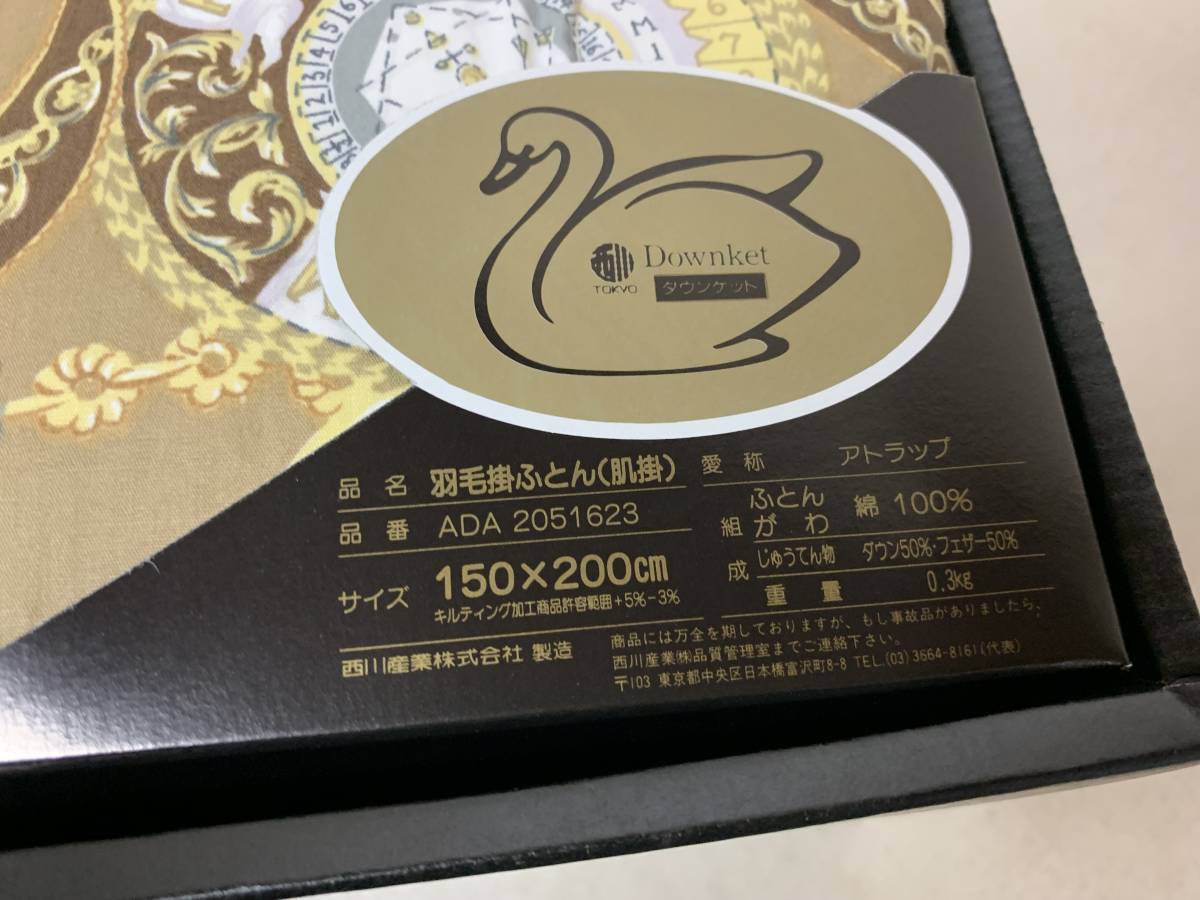 西川
TOKYO
Downket
ダウンケット
品名 羽毛掛ふとん(肌掛)
品番 ADA 2051623
サイズ 150×200cm
キルティング加工商品許容範囲+5%-3%
西川産業株式会社 製造
愛称 アトラップ
組成 ふとんがわ 綿 100%
じゅうてん物 ダウン50%・フェザー50%
重量 0.3kg
商品には万全を期しておりますが、もし事故品がありましたら、
西川産業㈱品質管理室までご連絡下さい。
〒103 東京都中央区日本橋富沢町8-8 TEL.(03)3664-8161(代表)